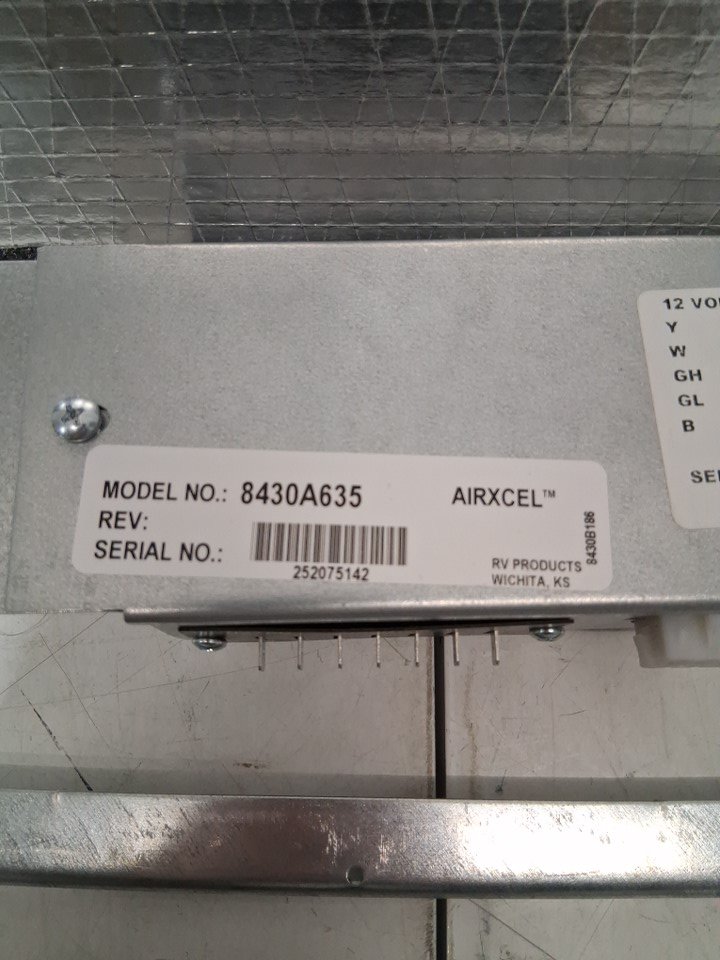 12 VO
Y
W
GH
GL
B
SE
MODEL NO.: 8430A635
AIRXCEL™
REV:
SERIAL NO.:
252075142
RV PRODUCTS
WICHITA, KS
8430B186